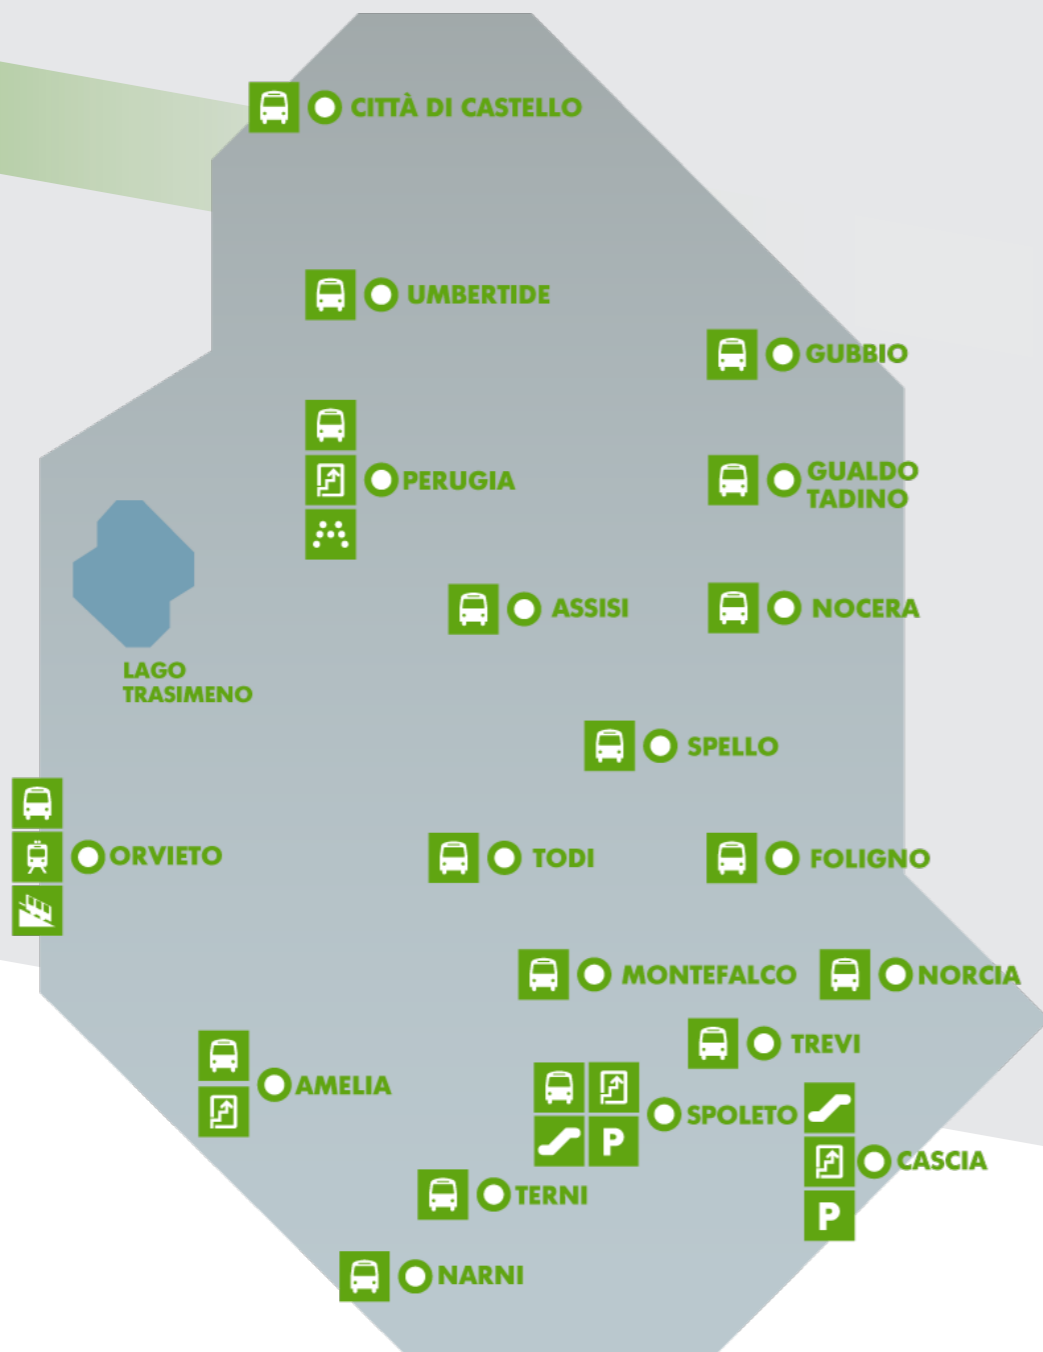 CITTÀ DI CASTELLO
UMBERTIDE
GUBBIO
PERUGIA
GUALDO
TADINO
ASSISI
NOCERA
LAGO
TRASIMENO
SPELLO
ORVIETO
TODI
FOLIGNO
MONTEFALCO
NORCIA
TREVI
AMELIA
SPOLETO
P
CASCIA
P
TERNI
NARNI